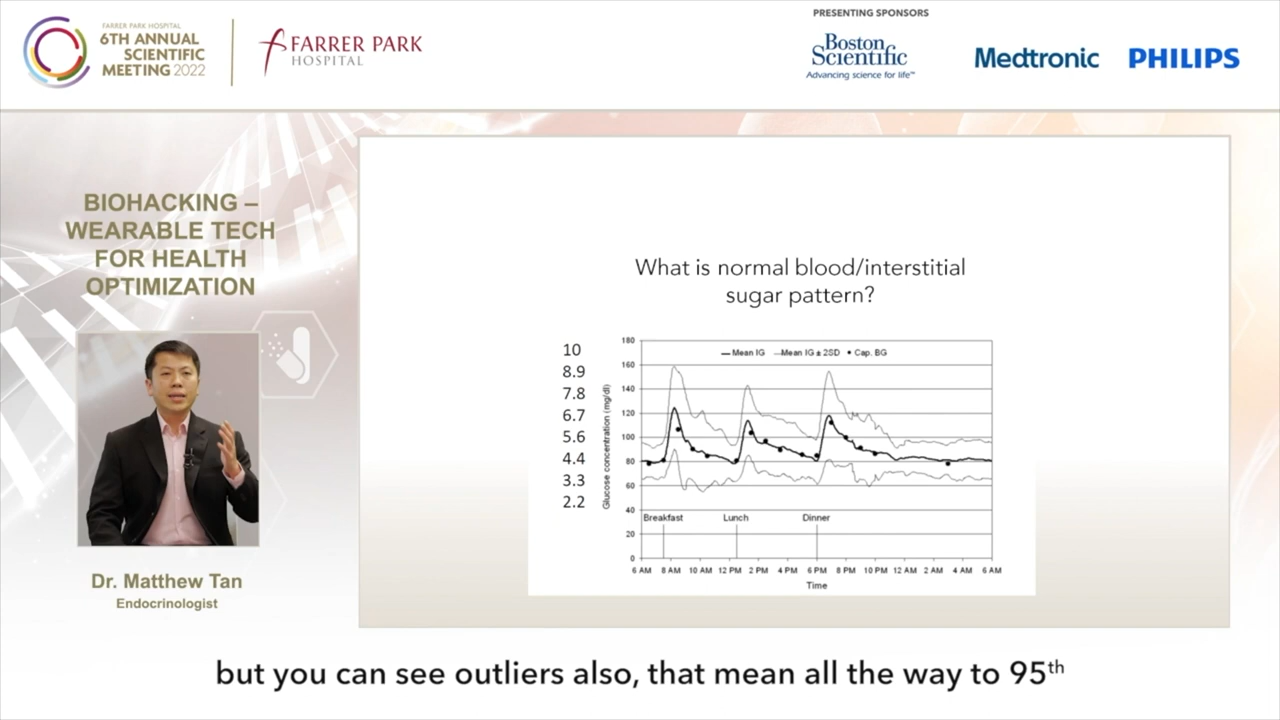 FARRER PARK HOSPITAL
6TH ANNUAL
SCIENTIFIC
MEETING 2022
FARRER PARK
HOSPITAL
PRESENTING SPONSORS
Boston
Scientific
Advancing science for life™
Medtronic
PHILIPS
BIOHACKING –
WEARABLE TECH
FOR HEALTH
OPTIMIZATION
Dr. Matthew Tan
Endocrinologist
What is normal blood/interstitial
sugar pattern?
10
8.9
7.8
6.7
5.6
4.4
3.3
2.2
Glucose concentration (mg/dl)
180
160
140
120
100
80
60
40
20
0
Mean IG
Mean IG ± 2SD
Cap. BG
Breakfast
Lunch
Dinner
6 AM 8 AM 10 AM 12 PM 2 PM 4 PM 6 PM 8 PM 10 PM 12 AM 2 AM 4 AM 6 AM
Time
but you can see outliers also, that mean all the way to 95th